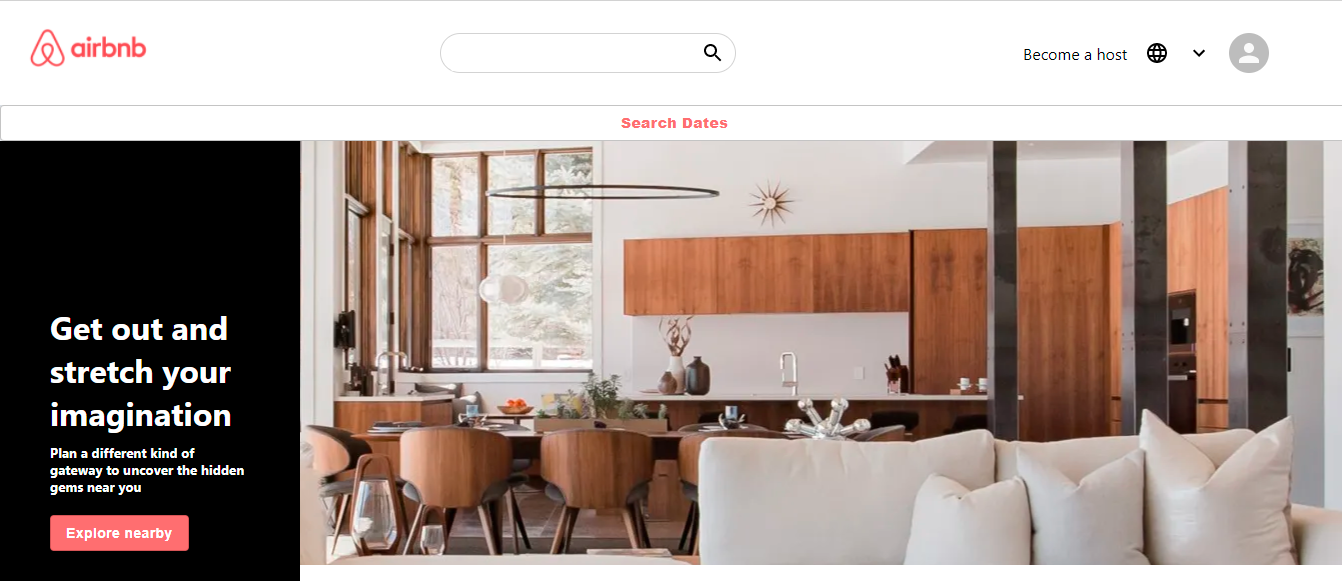 airbnb
Become a host
Search Dates
Get out and
stretch your
imagination
Plan a different kind of
gateway to uncover the hidden
gems near you
Explore nearby